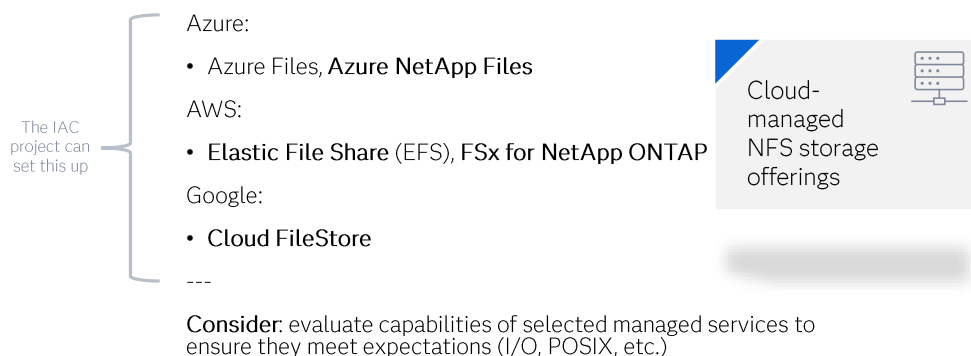 Azure:
• Azure Files, Azure NetApp Files
AWS:
• Elastic File Share (EFS), FSx for NetApp ONTAP
Google:
• Cloud FileStore
---
Consider: evaluate capabilities of selected managed services to
ensure they meet expectations (I/O, POSIX, etc.)
The IAC
project can
set this up
Cloud-
managed
NFS storage
offerings